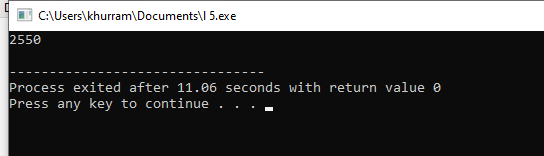 C:\Users\khurram\Documents\l 5.exe
2550
--------------------------------
Process exited after 11.06 seconds with return value 0
Press any key to continue . . .